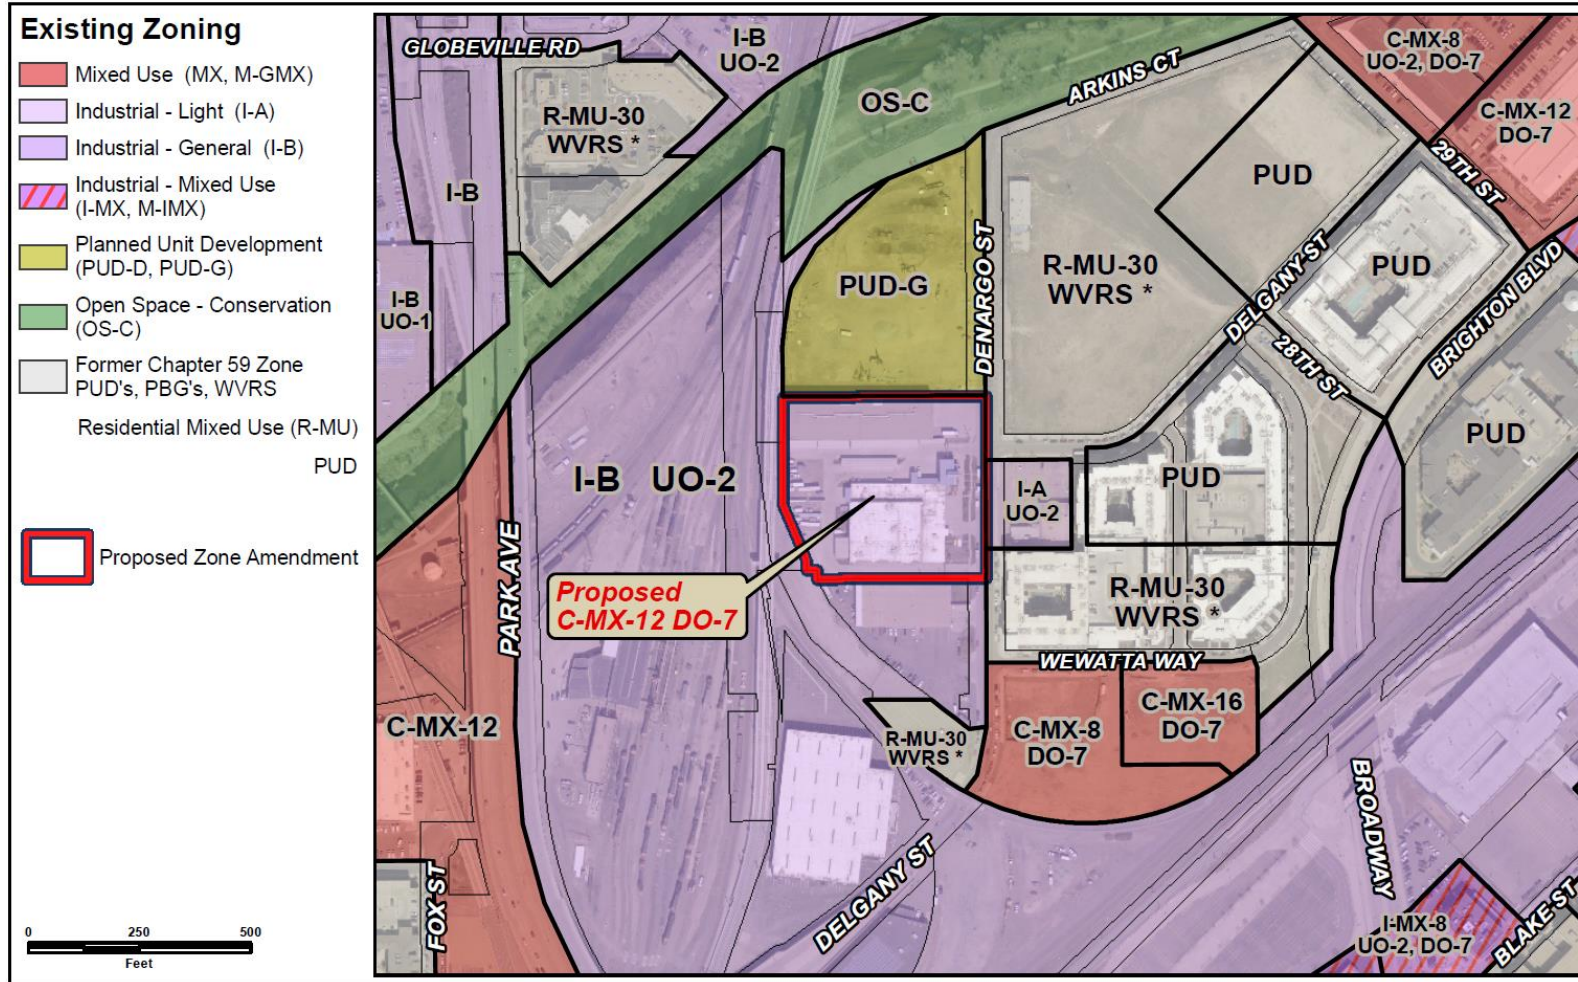 Existing Zoning
Mixed Use (MX, M-GMX)
Industrial - Light (I-A)
Industrial - General (I-B)
Industrial - Mixed Use
(I-MX, M-IMX)
Planned Unit Development
(PUD-D, PUD-G)
Open Space - Conservation
(OS-C)
Former Chapter 59 Zone
PUD's, PBG's, WVRS
Residential Mixed Use (R-MU)
PUD
Proposed Zone Amendment
0 250 500
Feet
GLOBEVILLE RD
I-B
UO-2
R-MU-30
WVRS *
I-B
I-B
UO-1
OS-C
ARKINS CT
C-MX-8
UO-2, DO-7
C-MX-12
DO-7
29TH ST
PUD
PUD
PUD-G
DENARGO ST
R-MU-30
WVRS *
DELGANY ST
28TH ST
BRIGHTON BLVD
PUD
I-B UO-2
I-A
UO-2
PUD
PARK AVE
Proposed
C-MX-12 DO-7
R-MU-30
WVRS *
WEWATTA WAY
C-MX-12
R-MU-30
WVRS *
C-MX-8
DO-7
C-MX-16
DO-7
BROADWAY
FOX ST
DELGANY ST
I-MX-8
UO-2, DO-7
BLAKE ST